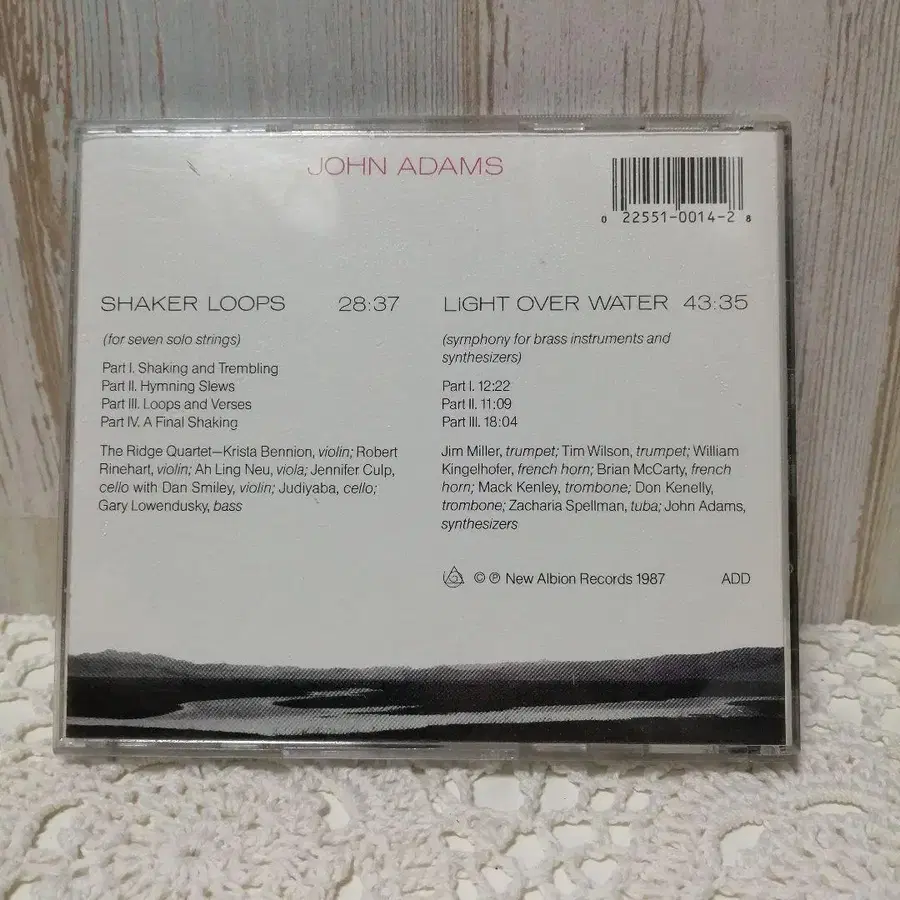 JOHN ADAMS
0 22551-0014-2 8
SHAKER LOOPS 28:37
(for seven solo strings)
Part I. Shaking and Trembling
Part II. Hymning Slews
Part III. Loops and Verses
Part IV. A Final Shaking
The Ridge Quartet—Krista Bennion, violin; Robert
Rinehart, violin; Ah Ling Neu, viola; Jennifer Culp,
cello with Dan Smiley, violin; Judiyaba, cello;
Gary Lowendusky, bass
LIGHT OVER WATER 43:35
(symphony for brass instruments and
synthesizers)
Part I. 12:22
Part II. 11:09
Part III. 18:04
Jim Miller, trumpet; Tim Wilson, trumpet; William
Kingelhofer, french horn; Brian McCarty, french
horn; Mack Kenley, trombone; Don Kenelly,
trombone; Zacharia Spellman, tuba; John Adams,
synthesizers
© ℗ New Albion Records 1987 ADD